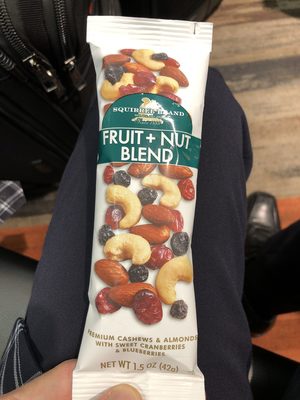 SQUIRREL BRAND
FRUIT + NUT
BLEND
PREMIUM CASHEWS & ALMONDS
WITH SWEET CRANBERRIES
& BLUEBERRIES
NET WT 1.5 oz (42g)